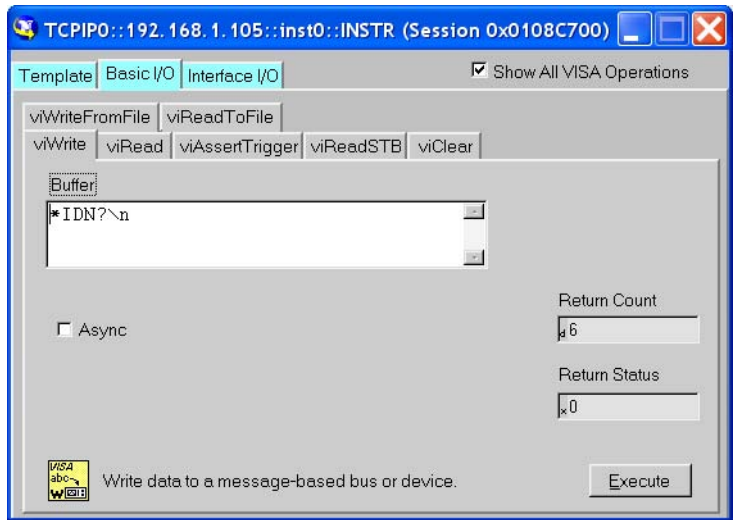 TCPIP0::192.168.1.105::inst0::INSTR (Session 0x0108C700)
Template Basic I/O Interface I/O
Show All VISA Operations
viWriteFromFile viReadToFile
viWrite viRead viAssertTrigger viReadSTB viClear
Buffer
*IDN?\n
Async
Return Count
d 6
Return Status
x 0
VISA
abc
W
Write data to a message-based bus or device.
Execute